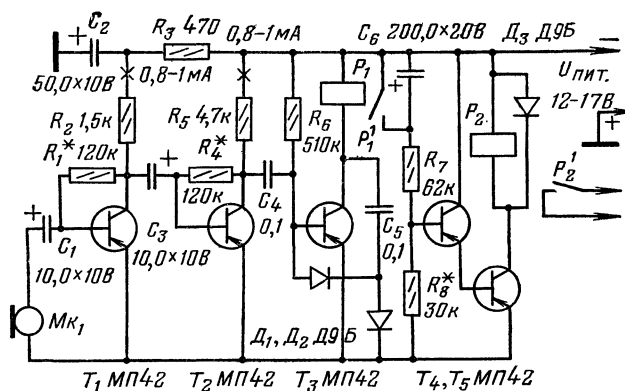 C2
R3 470
0,8-1мА
C6 200,0×20В
Д3 Д9Б
50,0×10В
0,8-1мА
P1
Uпит.
12-17В
R2 1,5к
R5 4,7к
R6
510к
P1¹
P2
R1* 120к
R4*
120к
R7
62к
P2¹
C1
10,0×10В
C3
10,0×10В
C4
0,1
C5
0,1
R8*
30к
Мк1
Д1, Д2 Д9Б
T1 МП42
T2 МП42
T3 МП42
T4, T5 МП42